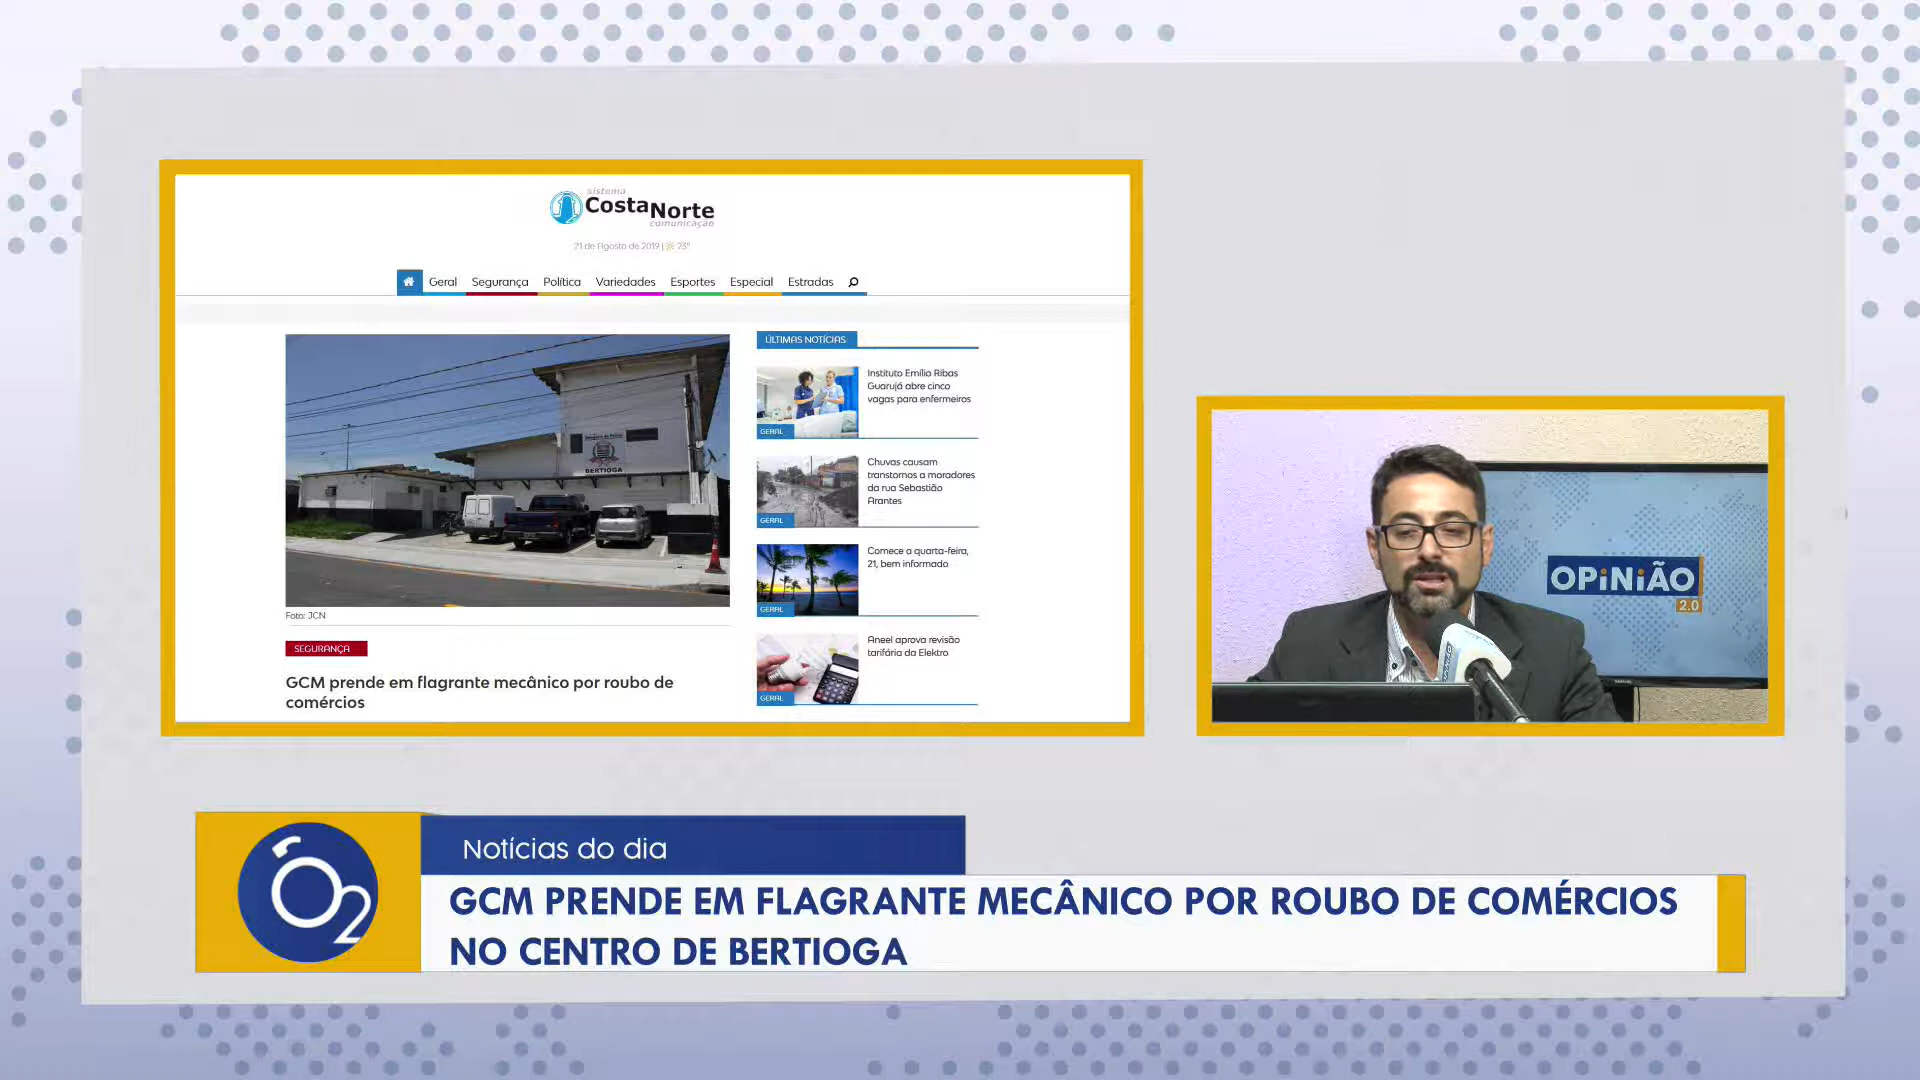 sistema
CostaNorte
comunicação
21 de Agosto de 2019 | 23°
Geral Segurança Política Variedades Esportes Especial Estradas
BERTIOGA
Foto: JCN
SEGURANÇA
GCM prende em flagrante mecânico por roubo de
comércios
ÚLTIMAS NOTÍCIAS
Instituto Emílio Ribas
Guarujá abre cinco
vagas para enfermeiros
GERAL
Chuvas causam
transtornos a moradores
da rua Sebastião
Arantes
GERAL
Comece a quarta-feira,
21, bem informado
GERAL
Aneel aprova revisão
tarifária da Elektro
GERAL
OPiNiÃO
2.0
Ó2
Notícias do dia
GCM PRENDE EM FLAGRANTE MECÂNICO POR ROUBO DE COMÉRCIOS
NO CENTRO DE BERTIOGA